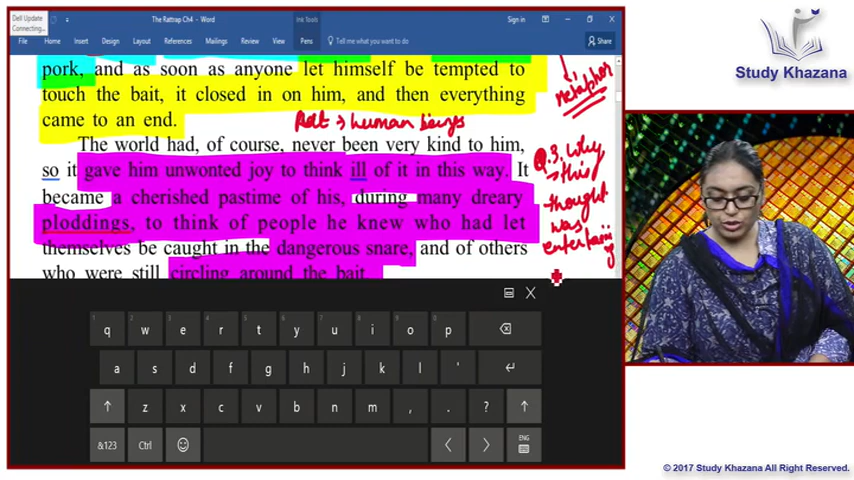 Dell Update
Connecting...
The Rattrap Ch4 - Word
Ink Tools
Sign in
File
Home
Insert
Design
Layout
References
Mailings
Review
View
Pens
Tell me what you want to do
Share
pork, and as soon as anyone let himself be tempted to
touch the bait, it closed in on him, and then everything
came to an end.
metaphor
The world had, of course, never been very kind to him,
so it gave him unwonted joy to think ill of it in this way. It
became a cherished pastime of his, during many dreary
ploddings, to think of people he knew who had let
themselves be caught in the dangerous snare, and of others
who were still circling around the bait.
→ human beings
Q.3. Why
→ this
thought
was
entertaining
q w e r t y u i o p
a s d f g h j k l '
z x c v b n m , . ?
&123 Ctrl ENG
Study Khazana
© 2017 Study Khazana All Right Reserved.